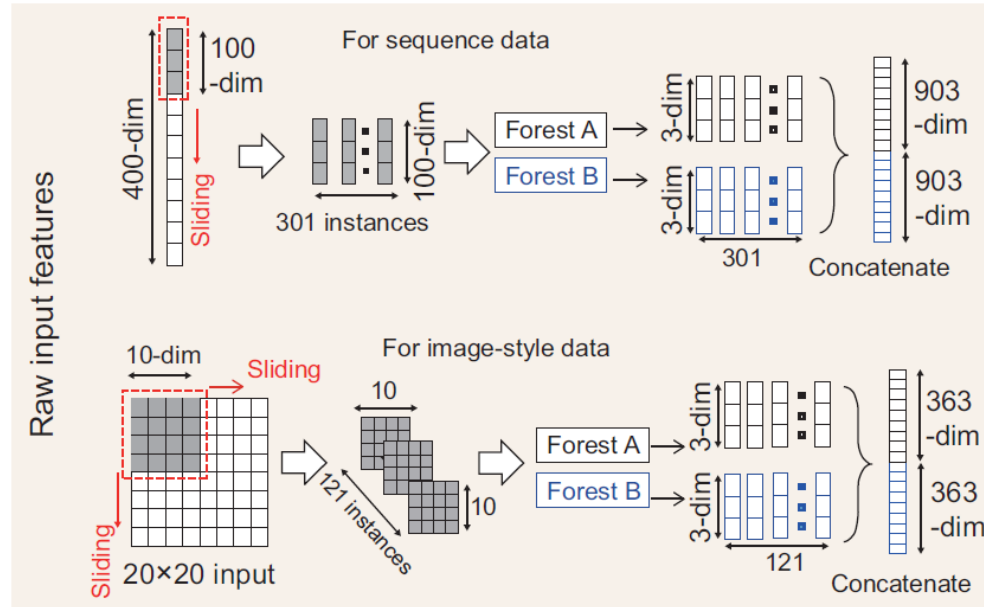 Raw input features
For sequence data
100
-dim
400-dim
Sliding
301 instances
100-dim
Forest A
Forest B
3-dim
3-dim
301
903
-dim
903
-dim
Concatenate
For image-style data
10-dim
Sliding
Sliding
20×20 input
10
10
121 instances
Forest A
Forest B
3-dim
3-dim
121
363
-dim
363
-dim
Concatenate